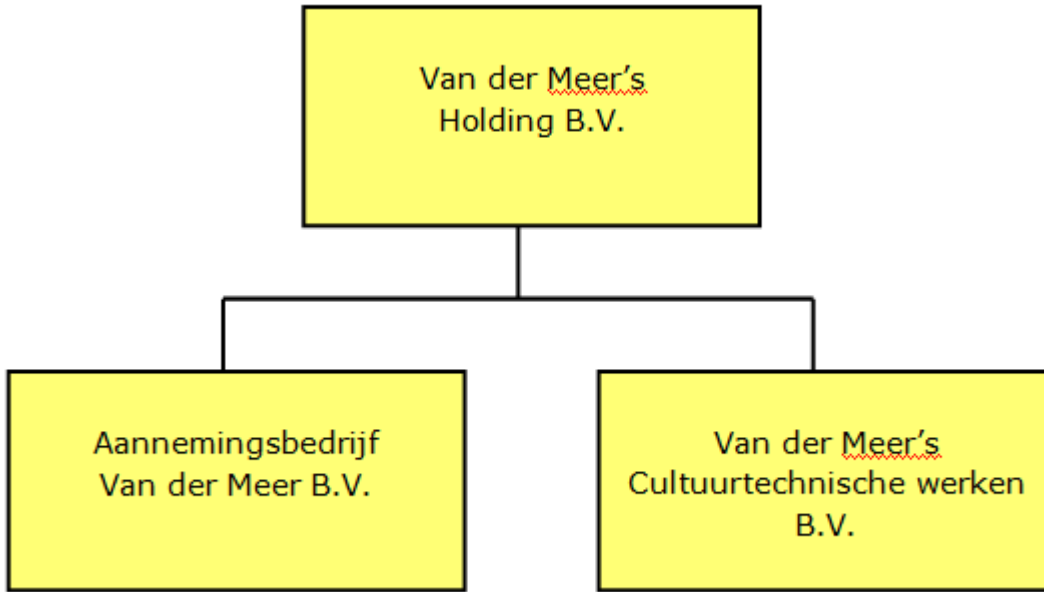 Van der Meer’s
Holding B.V.
Aannemingsbedrijf
Van der Meer B.V.
Van der Meer’s
Cultuurtechnische werken
B.V.